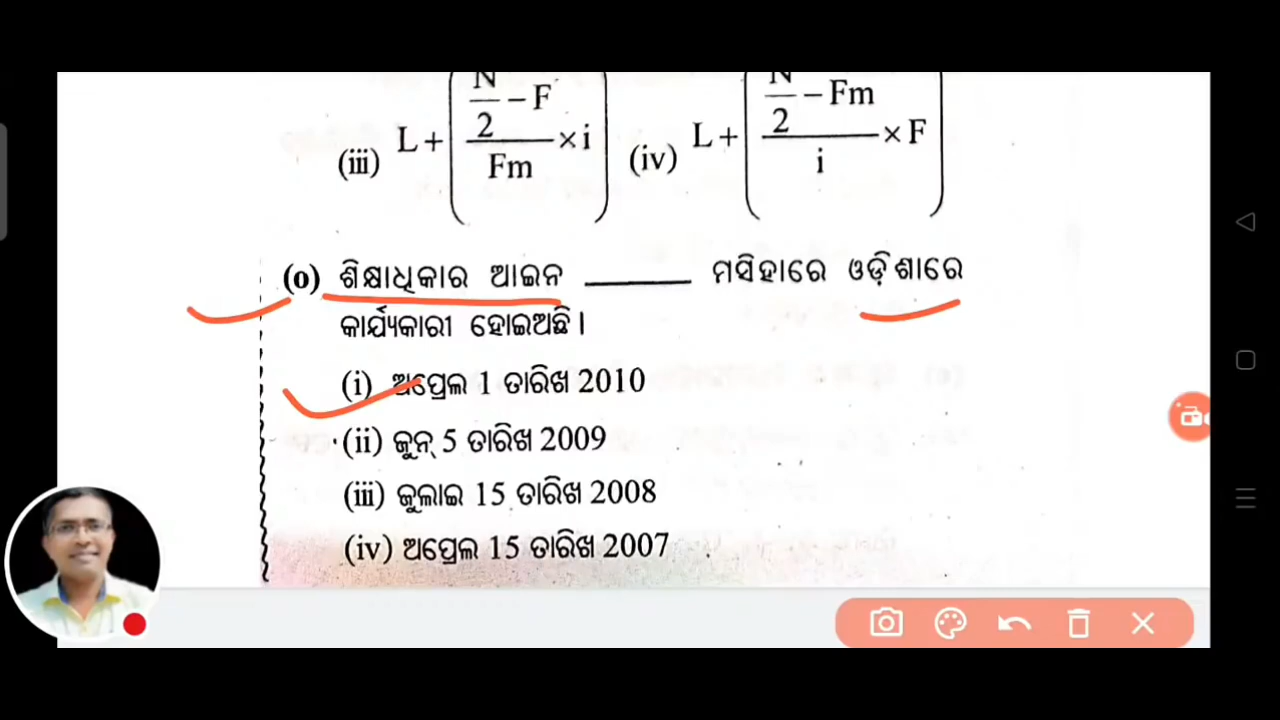 (iii) L + ( (N/2 − F) / Fm × i ) (iv) L + ( (N/2 − Fm) / i × F )
(o) ଶିକ୍ଷାଧିକାର ଆଇନ ______ ମସିହାରେ ଓଡ଼ିଶାରେ
କାର୍ଯ୍ୟକାରୀ ହୋଇଅଛି।
(i) ଅପ୍ରେଲ 1 ତାରିଖ 2010
(ii) ଜୁନ୍ 5 ତାରିଖ 2009
(iii) ଜୁଲାଇ 15 ତାରିଖ 2008
(iv) ଅପ୍ରେଲ 15 ତାରିଖ 2007